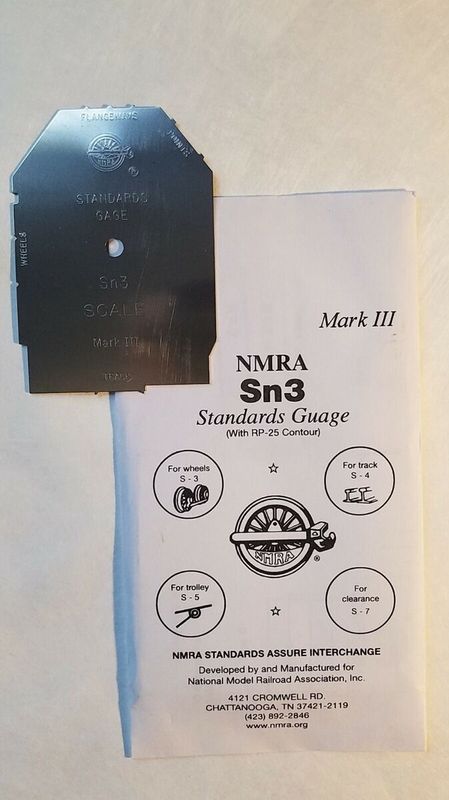 FLANGEWAYS
POINTS
NMRA
®
STANDARDS
GAGE
WHEELS
Sn3
SCALE
Mark III
TRACK
Mark III
NMRA
Sn3
Standards Guage
(With RP-25 Contour)
For wheels
S - 3
For track
S - 4
NMRA
®
For trolley
S - 5
For
clearance
S - 7
NMRA STANDARDS ASSURE INTERCHANGE
Developed by and Manufactured for
National Model Railroad Association, Inc.
4121 CROMWELL RD.
CHATTANOOGA, TN 37421-2119
(423) 892-2846
www.nmra.org